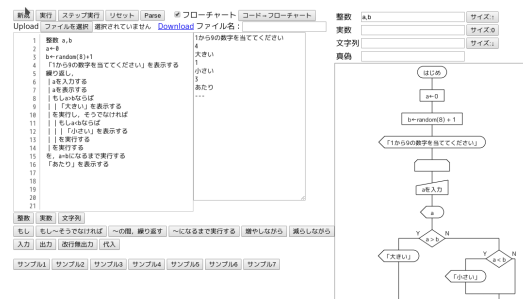 新規 実行 ステップ実行 リセット Parse フローチャート コード→フローチャート
Upload ファイルを選択 選択されていません Download ファイル名：
1 整数 a,b
2 a←0
3 b←random(8)+1
4 「1から9の数字を当ててください」を表示する
5 繰り返し、
6 | aを入力する
7 | aを表示する
8 | もしa>bならば
9 | | 「大きい」を表示する
10 | を実行し、そうでなければ
11 | | もしa<bならば
12 | | | 「小さい」を表示する
13 | | を実行する
14 | を実行する
15 を、a=bになるまで実行する
16 「あたり」を表示する
17
18
19
20
21
1から9の数字を当ててください
4
大きい
1
小さい
3
あたり
---
整数 実数 文字列
もし もし～そうでなければ ～の間，繰り返す ～になるまで実行する 増やしながら 減らしながら
入力 出力 改行無出力 代入
サンプル1 サンプル2 サンプル3 サンプル4 サンプル5 サンプル6 サンプル7
整数 a,b サイズ:
実数 サイズ:0
文字列 サイズ:
真偽
はじめ
a←0
b←random(8) + 1
「1から9の数字を当ててください」
aを入力
a
Y a > b N
「大きい」
Y a < b N
「小さい」